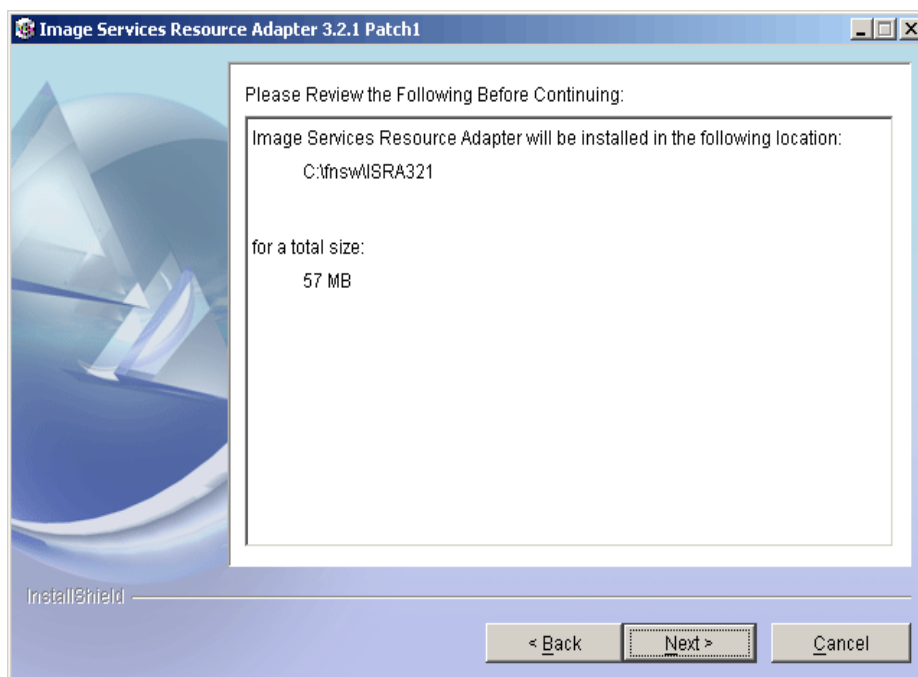 Image Services Resource Adapter 3.2.1 Patch1
Please Review the Following Before Continuing:
Image Services Resource Adapter will be installed in the following location:
C:\fnsw\ISRA321
for a total size:
57 MB
InstallShield
< Back Next > Cancel